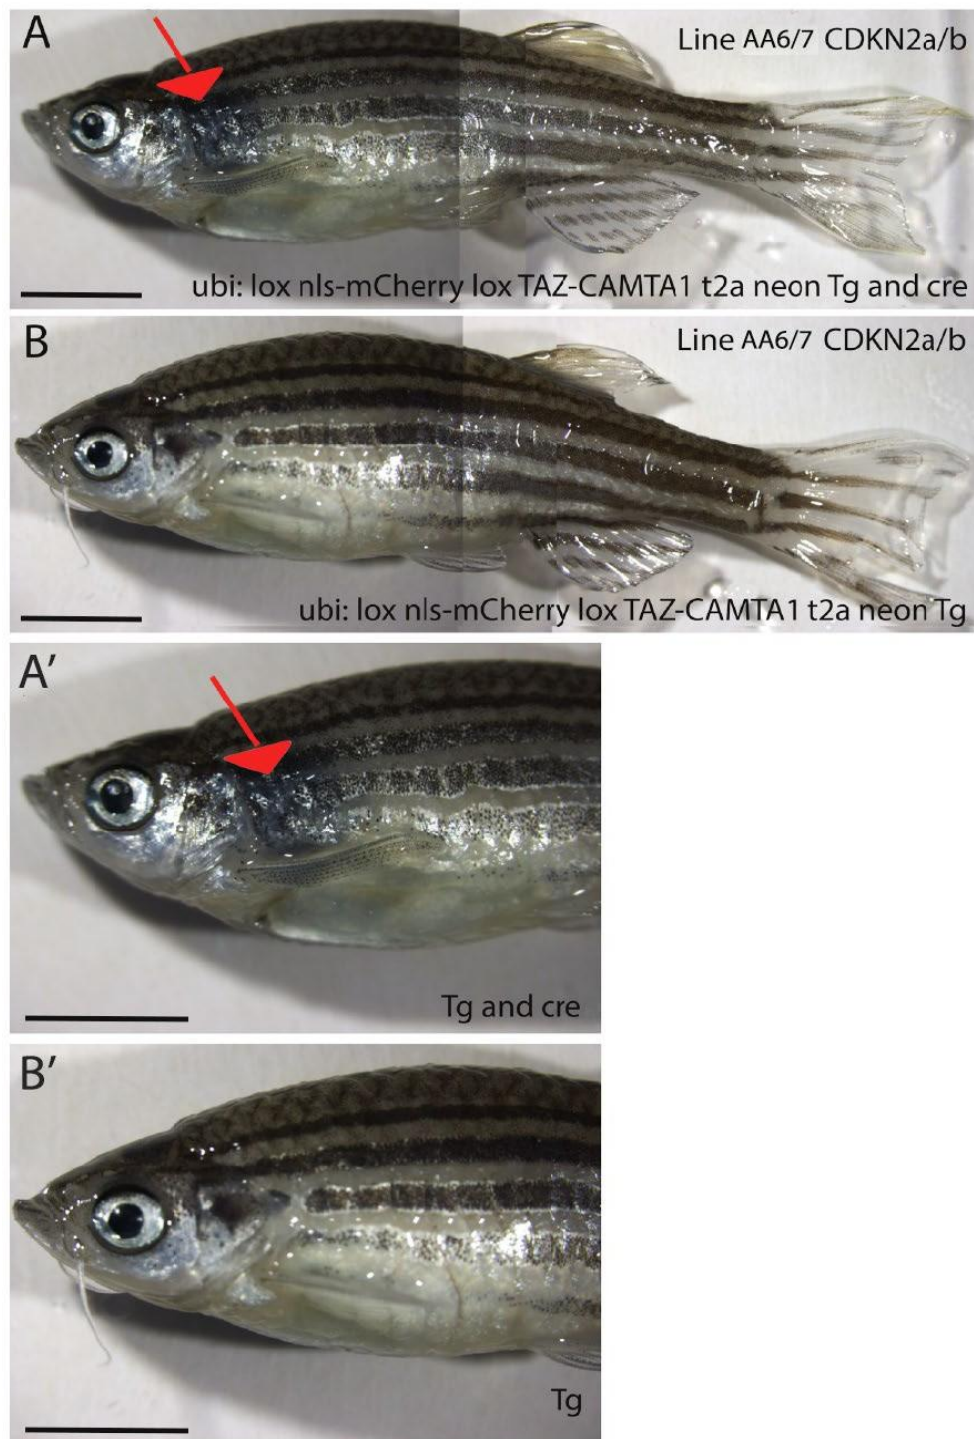 A
Line AA6/7 CDKN2a/b
ubi: lox nls-mCherry lox TAZ-CAMTA1 t2a neon Tg and cre
B
Line AA6/7 CDKN2a/b
ubi: lox nls-mCherry lox TAZ-CAMTA1 t2a neon Tg
A′
Tg and cre
B′
Tg